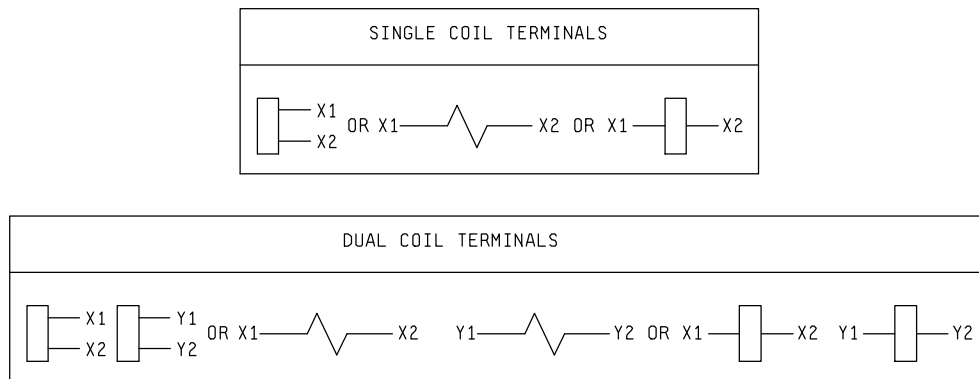 SINGLE COIL TERMINALS
X1
X2
OR X1 X2 OR X1 X2
DUAL COIL TERMINALS
X1 Y1
X2 Y2
OR X1 X2 Y1 Y2 OR X1 X2 Y1 Y2